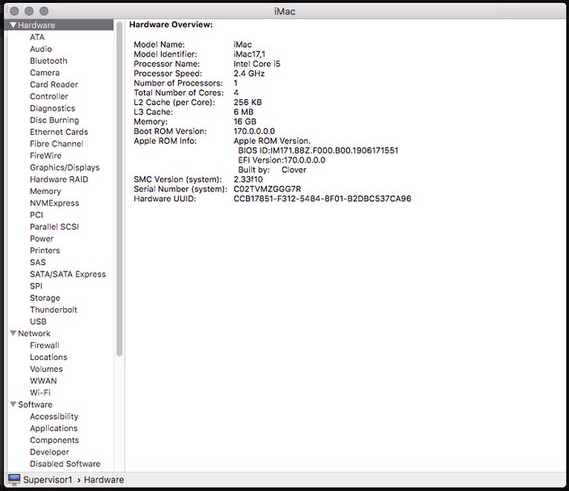 iMac
Hardware
ATA
Audio
Bluetooth
Camera
Card Reader
Controller
Diagnostics
Disc Burning
Ethernet Cards
Fibre Channel
FireWire
Graphics/Displays
Hardware RAID
Memory
NVMExpress
PCI
Parallel SCSI
Power
Printers
SAS
SATA/SATA Express
SPI
Storage
Thunderbolt
USB
Network
Firewall
Locations
Volumes
WWAN
Wi-Fi
Software
Accessibility
Applications
Components
Developer
Disabled Software
Hardware Overview:
Model Name: iMac
Model Identifier: iMac17,1
Processor Name: Intel Core i5
Processor Speed: 2.4 GHz
Number of Processors: 1
Total Number of Cores: 4
L2 Cache (per Core): 256 KB
L3 Cache: 6 MB
Memory: 16 GB
Boot ROM Version: 170.0.0.0.0
Apple ROM Info: Apple ROM Version.
BIOS ID:IM171.88Z.F000.B00.1906171551
EFI Version:170.0.0.0.0
Built by: Clover
SMC Version (system): 2.33f10
Serial Number (system): C02TVMZGGG7R
Hardware UUID: CCB17851-F312-5484-8F01-B2DBC537CA96
Supervisor1 › Hardware